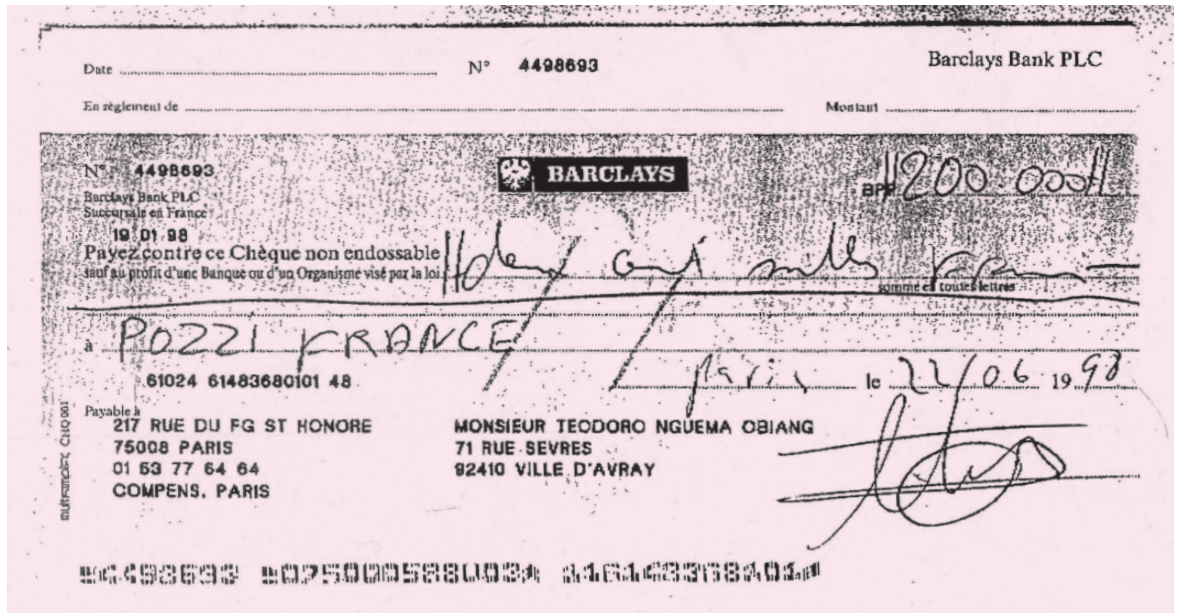 Date N° 4498693 Barclays Bank PLC
En règlement de Montant
N° 4498693 BARCLAYS BPF #200 000#
Barclays Bank PLC
Succursale en France
19 01 98
Payez contre ce Chèque non endossable #deux cent mille francs
sauf au profit d'une Banque ou d'un Organisme visé par la loi somme en toutes lettres
à POZZI FRANCE
61024 61483680101 48 Paris le 22/06 1998
Payable à
217 RUE DU FG ST HONORE MONSIEUR TEODORO NGUEMA OBIANG
75008 PARIS 71 RUE SEVRES
01 53 77 64 64 92410 VILLE D'AVRAY
COMPENS. PARIS